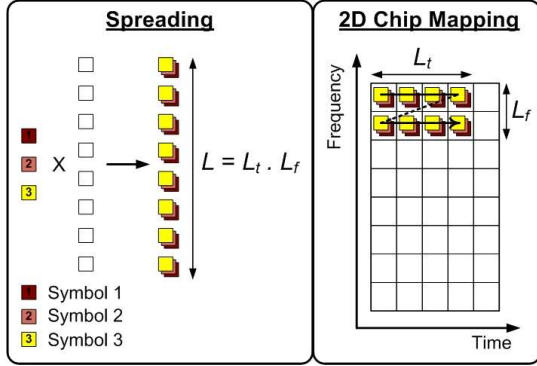 Spreading
1
2
3
X
L = Lt . Lf
1 Symbol 1
2 Symbol 2
3 Symbol 3
2D Chip Mapping
Lt
Frequency
Lf
Time